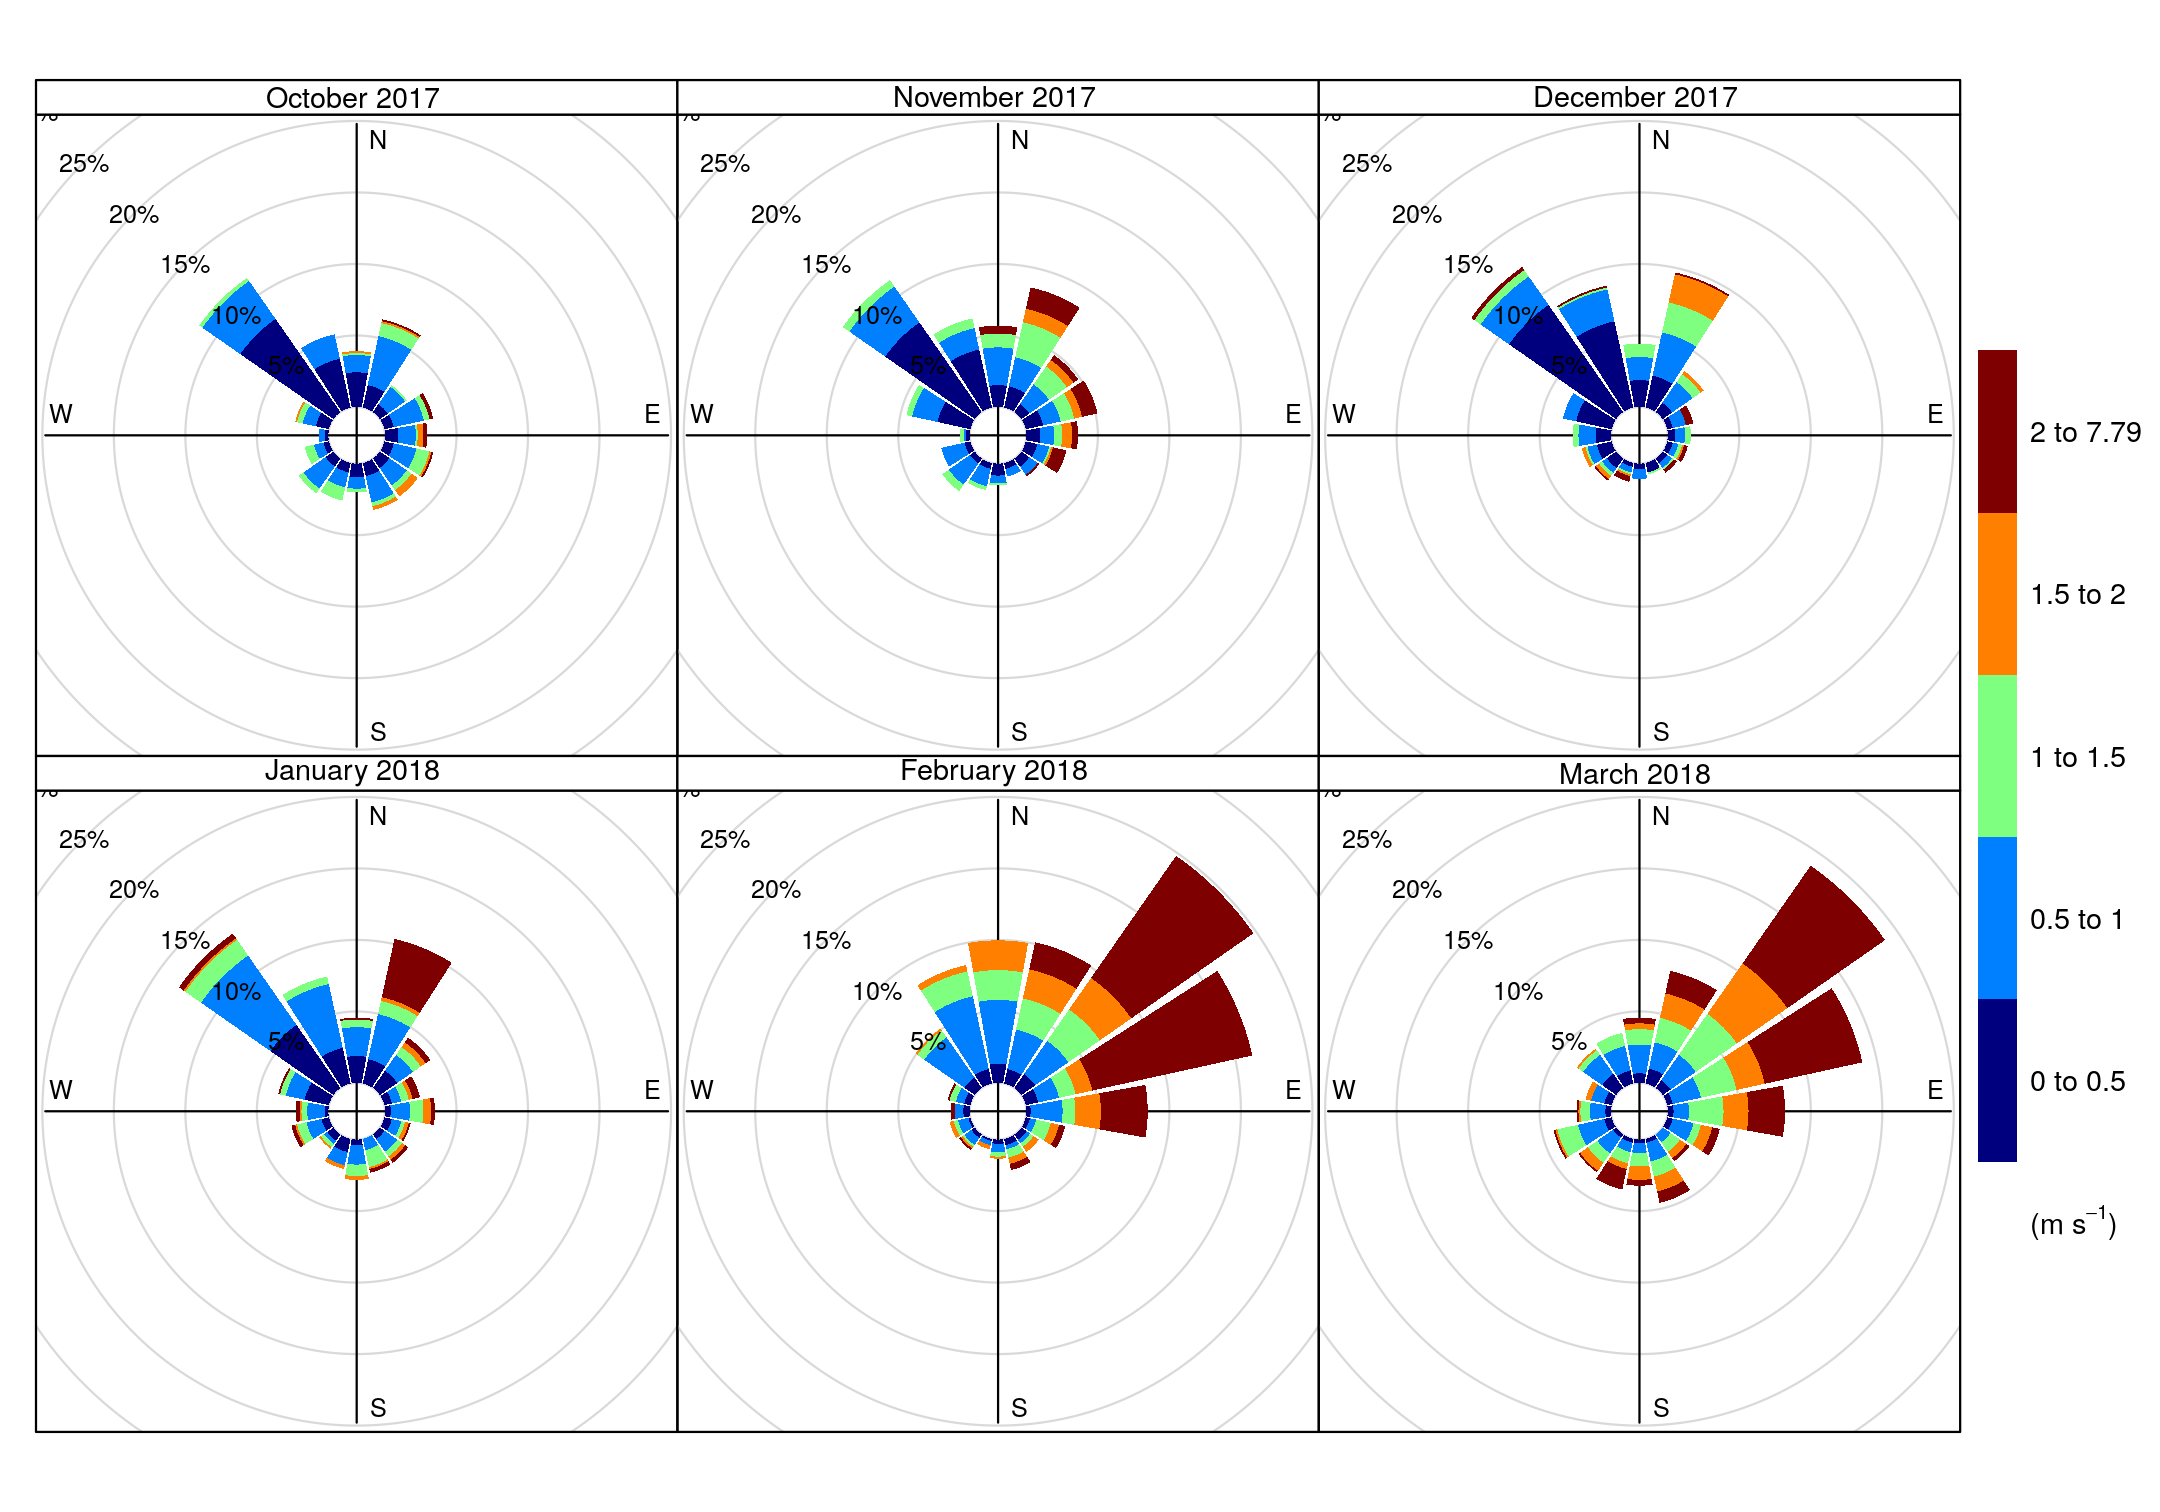 October 2017
November 2017
December 2017
%
25%
20%
15%
10%
5%
N
W
E
S
%
25%
20%
15%
10%
5%
N
W
E
S
%
25%
20%
15%
10%
5%
N
W
E
S
January 2018
February 2018
March 2018
%
25%
20%
15%
10%
5%
N
W
E
S
%
25%
20%
15%
10%
5%
N
W
E
S
%
25%
20%
15%
10%
5%
N
W
E
S
2 to 7.79
1.5 to 2
1 to 1.5
0.5 to 1
0 to 0.5
(m s⁻¹)